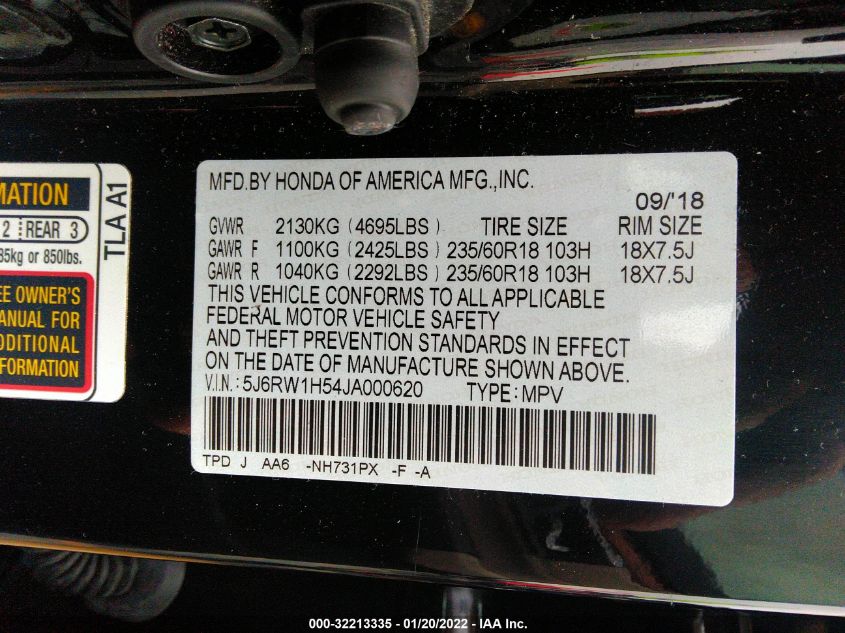 MATION
2 REAR 3
85kg or 850lbs.
TLA A1
EE OWNER'S
ANUAL FOR
DDITIONAL
FORMATION
MFD.BY HONDA OF AMERICA MFG.,INC.
09/'18
GVWR 2130KG (4695LBS) TIRE SIZE RIM SIZE
GAWR F 1100KG (2425LBS) 235/60R18 103H 18X7.5J
GAWR R 1040KG (2292LBS) 235/60R18 103H 18X7.5J
THIS VEHICLE CONFORMS TO ALL APPLICABLE
FEDERAL MOTOR VEHICLE SAFETY
AND THEFT PREVENTION STANDARDS IN EFFECT
ON THE DATE OF MANUFACTURE SHOWN ABOVE.
V.I.N.: 5J6RW1H54JA000620 TYPE: MPV
TPD J AA6 -NH731PX -F -A
000-32213335 - 01/20/2022 - IAA Inc.